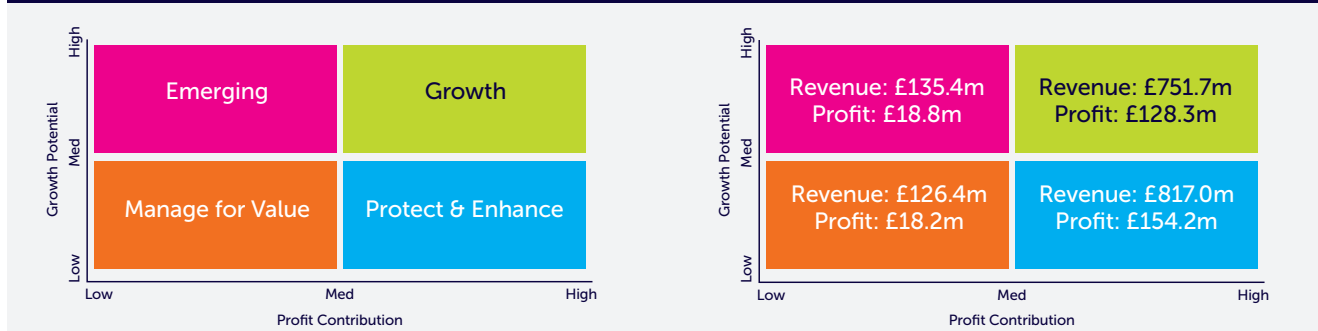 High
Emerging
Growth
Growth Potential
Med
Manage for Value
Protect & Enhance
Low
Low
Med
High
Profit Contribution
High
Revenue: £135.4m
Profit: £18.8m
Revenue: £751.7m
Profit: £128.3m
Growth Potential
Med
Revenue: £126.4m
Profit: £18.2m
Revenue: £817.0m
Profit: £154.2m
Low
Low
Med
High
Profit Contribution